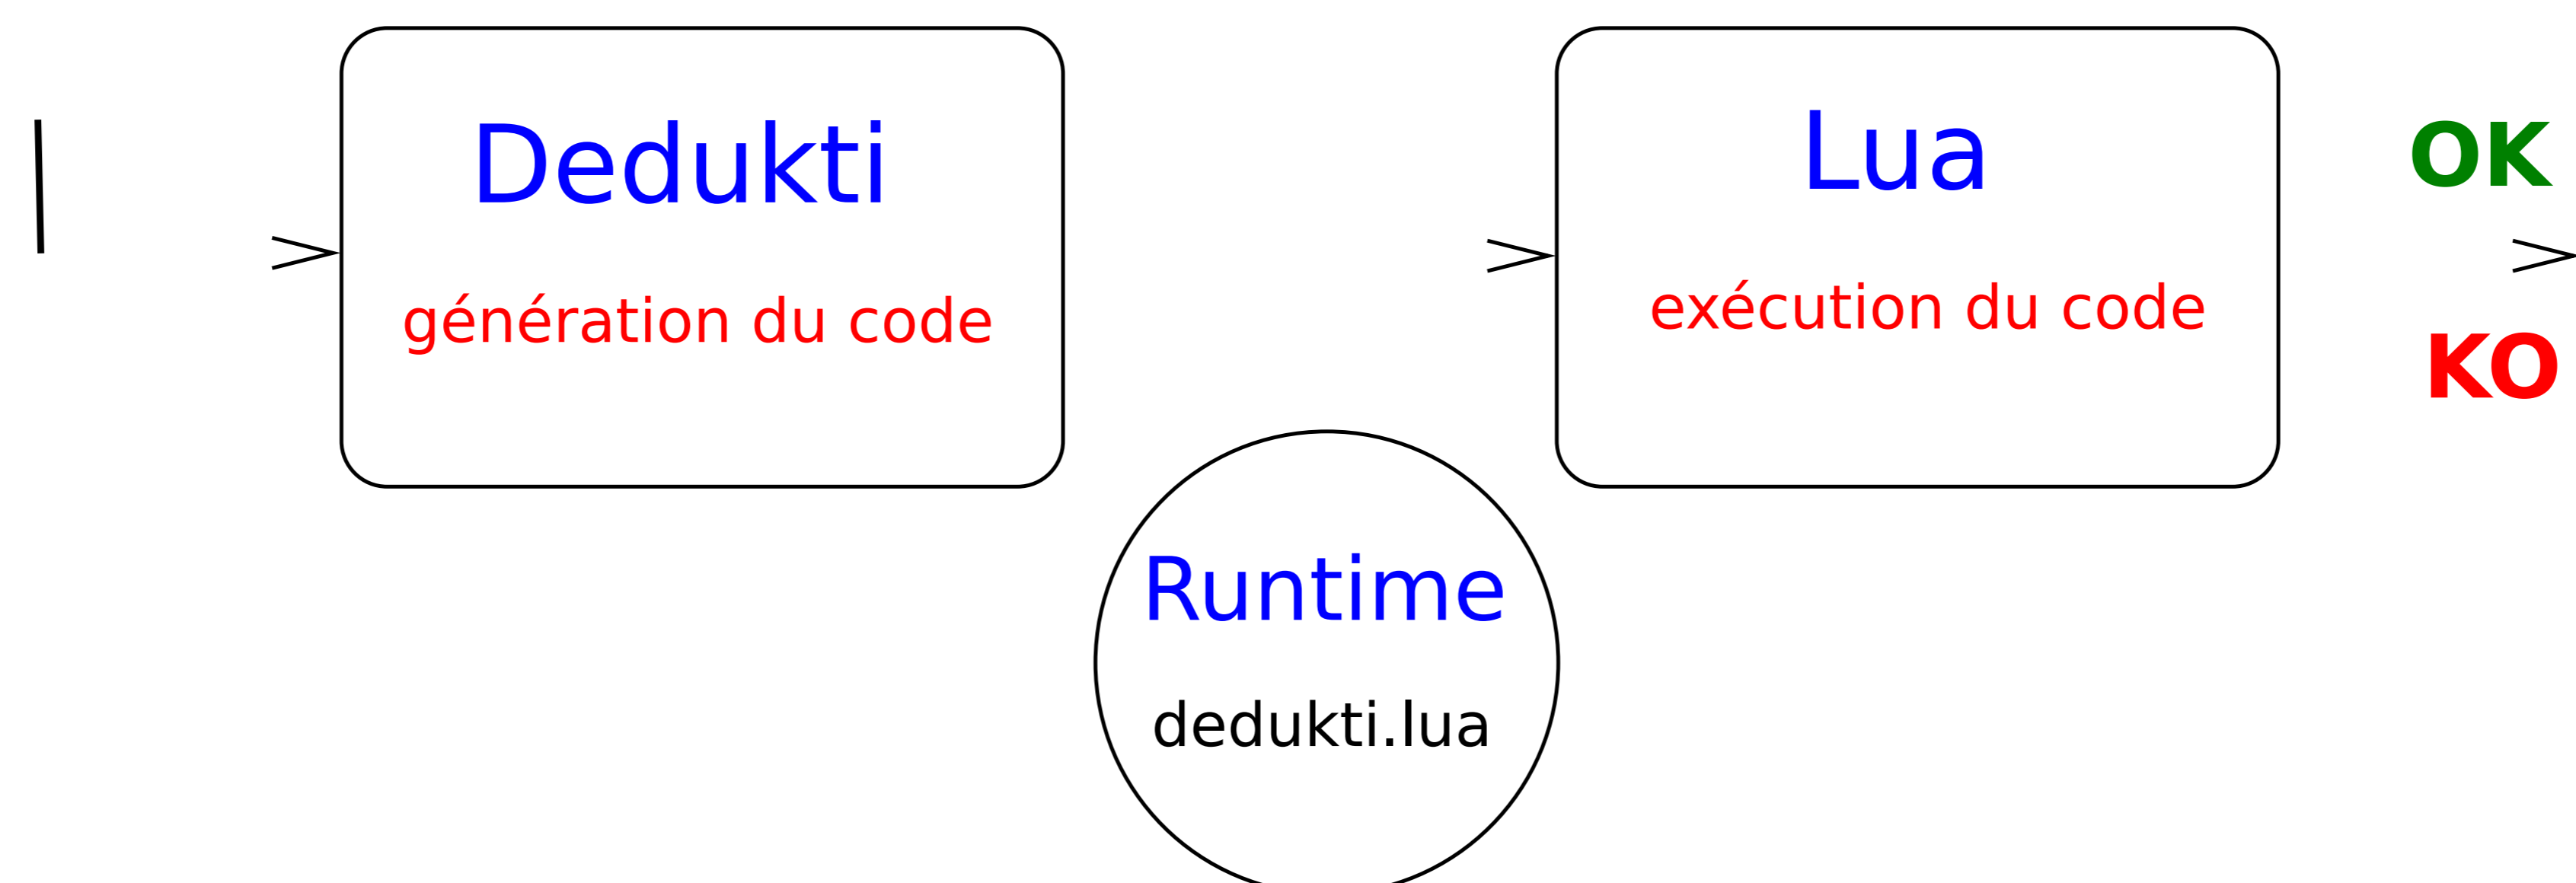 Dedukti
génération du code
Lua
exécution du code
OK
KO
Runtime
dedukti.lua